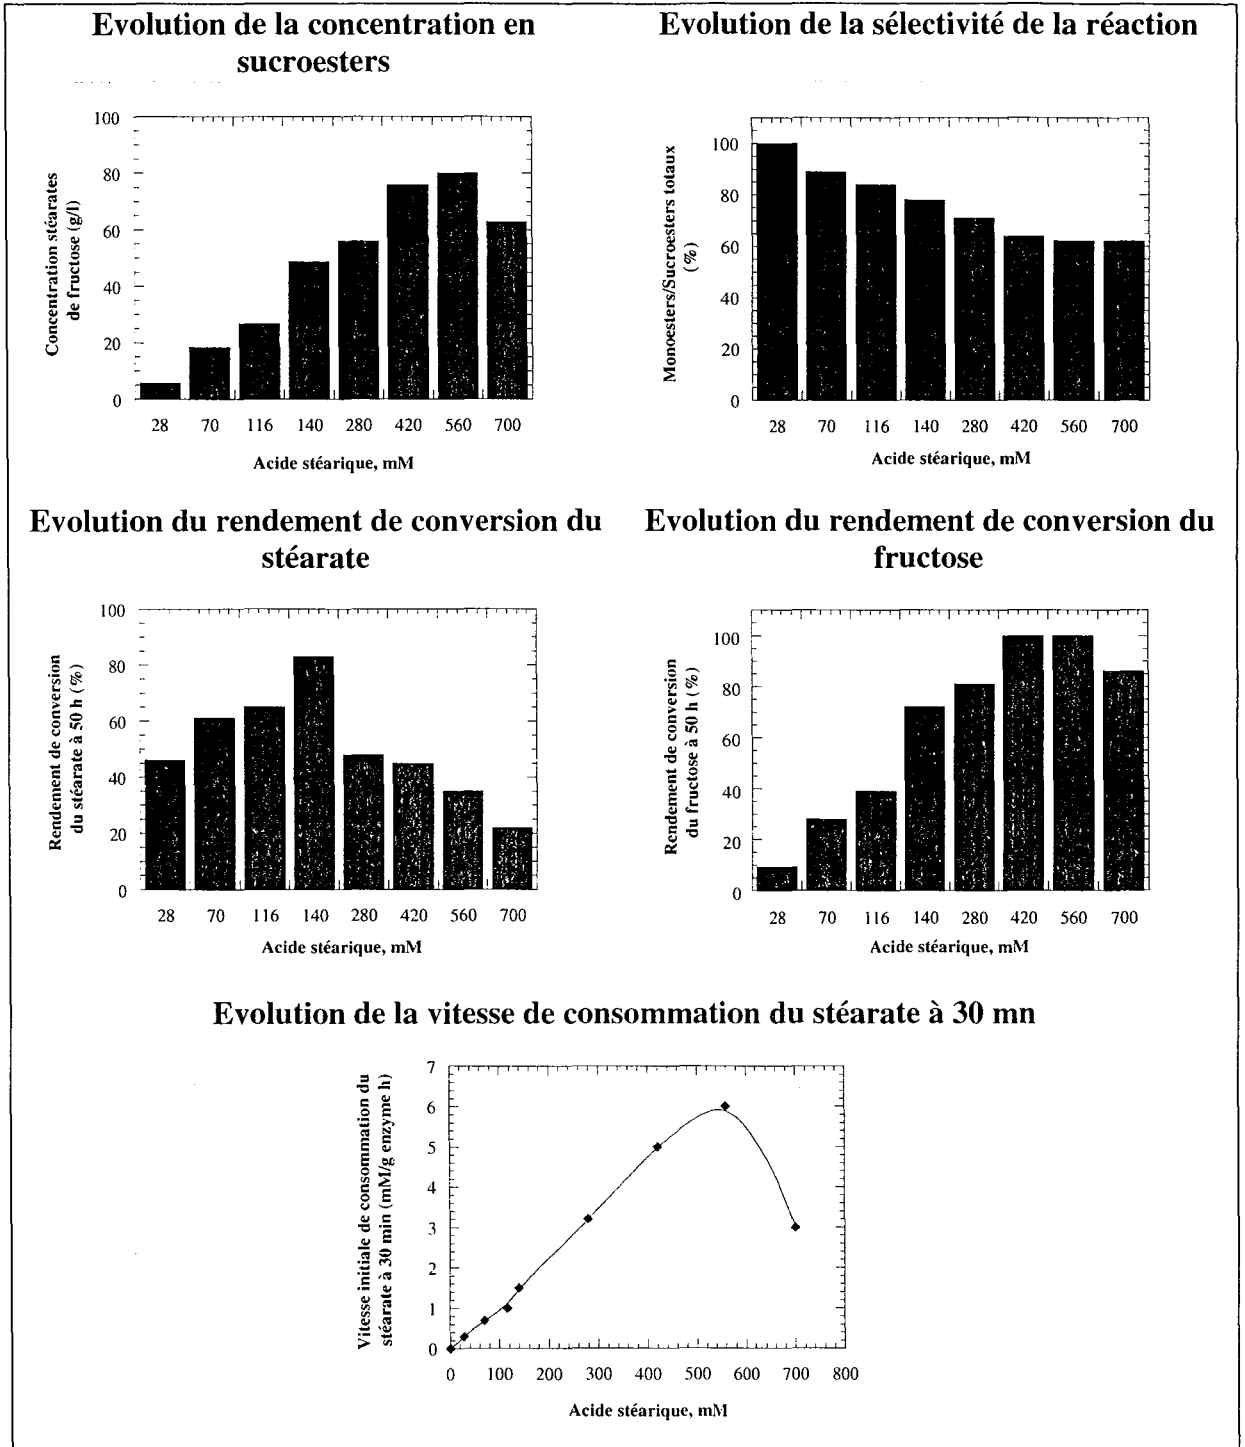 Evolution de la concentration en
sucroesters
Concentration stéarates
de fructose (g/l)
100
80
60
40
20
0
28 70 116 140 280 420 560 700
Acide stéarique, mM
Evolution de la sélectivité de la réaction
Monoesters/Sucroesters totaux
(%)
100
80
60
40
20
0
28 70 116 140 280 420 560 700
Acide stéarique, mM
Evolution du rendement de conversion du
stéarate
Rendement de conversion
du stéarate à 50 h (%)
100
80
60
40
20
0
28 70 116 140 280 420 560 700
Acide stéarique, mM
Evolution du rendement de conversion du
fructose
Rendement de conversion
du fructose à 50 h (%)
100
80
60
40
20
0
28 70 116 140 280 420 560 700
Acide stéarique, mM
Evolution de la vitesse de consommation du stéarate à 30 mn
Vitesse initiale de consommation du
stéarate à 30 min (mM/g enzyme h)
7
6
5
4
3
2
1
0
0 100 200 300 400 500 600 700 800
Acide stéarique, mM